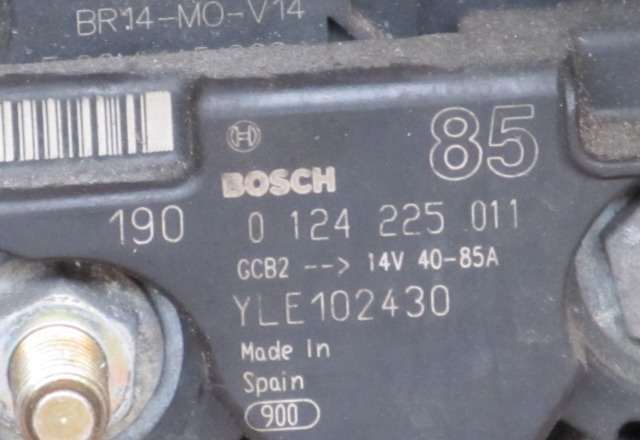 BR14-MO-V14
85
BOSCH
190 0 124 225 011
GCB2 --> 14V 40-85A
YLE102430
Made In
Spain
900